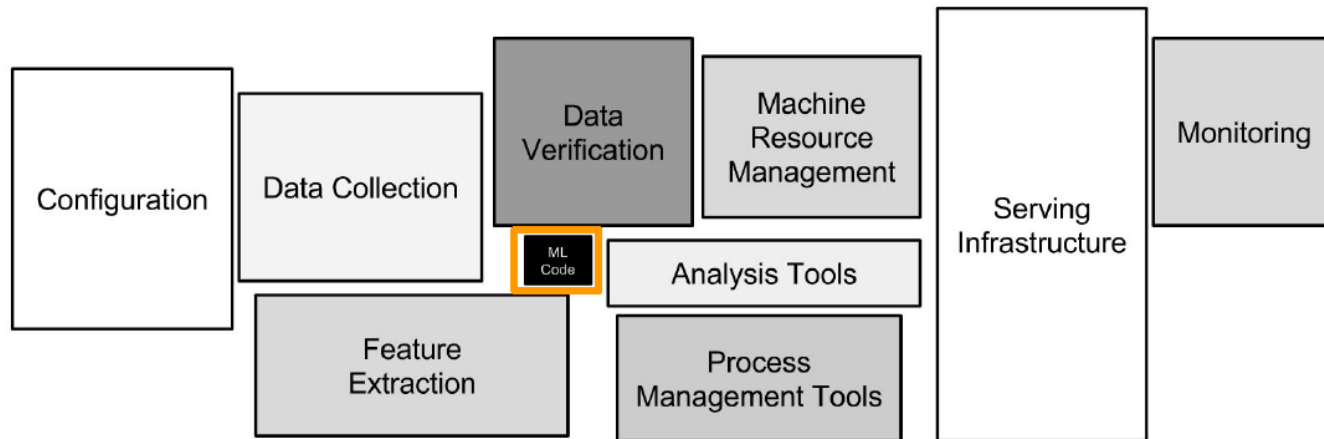 Configuration
Data Collection
Feature
Extraction
Data
Verification
ML
Code
Machine
Resource
Management
Analysis Tools
Process
Management Tools
Serving
Infrastructure
Monitoring